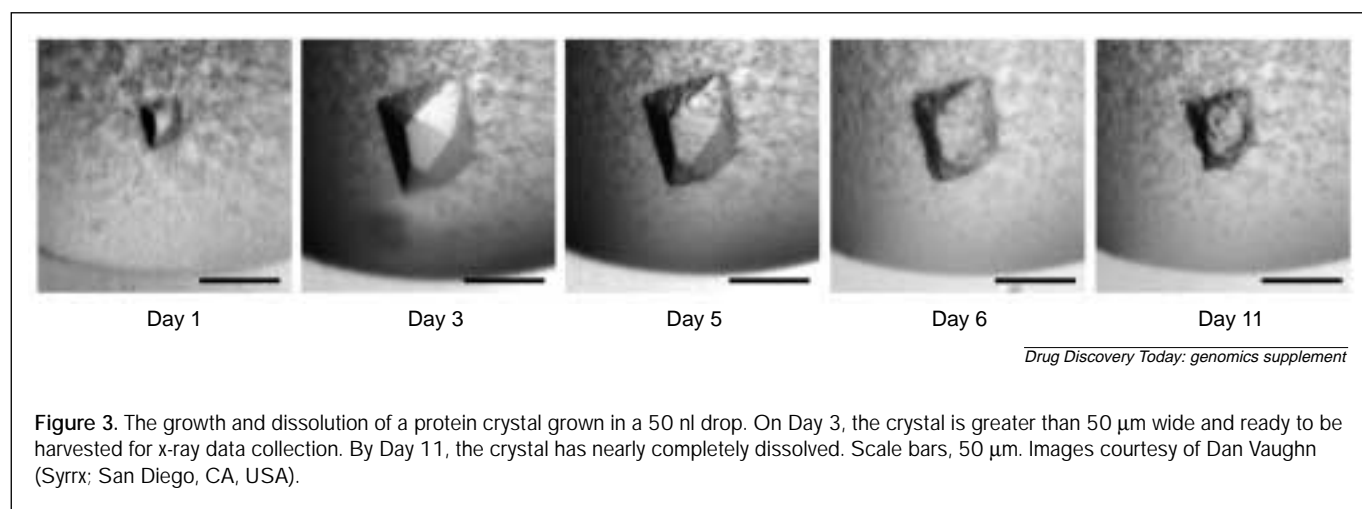 Day 1 Day 3 Day 5 Day 6 Day 11
Drug Discovery Today: genomics supplement
Figure 3. The growth and dissolution of a protein crystal grown in a 50 nl drop. On Day 3, the crystal is greater than 50 μm wide and ready to be
harvested for x-ray data collection. By Day 11, the crystal has nearly completely dissolved. Scale bars, 50 μm. Images courtesy of Dan Vaughn
(Syrrx; San Diego, CA, USA).